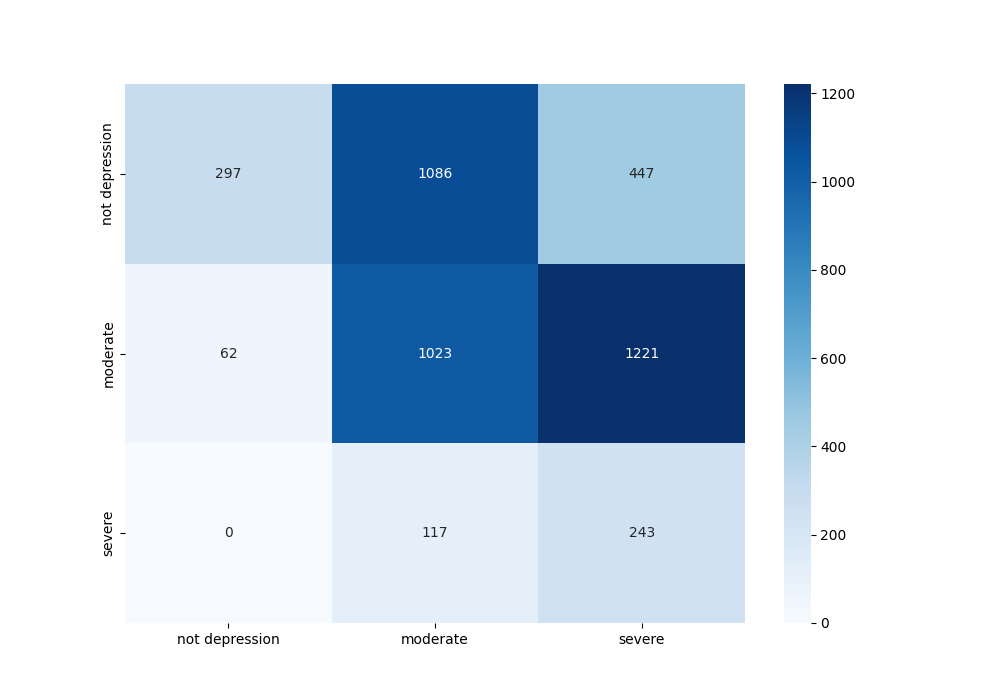 not depression
297 1086 447
moderate
62 1023 1221
severe
0 117 243
not depression moderate severe
1200
1000
800
600
400
200
0